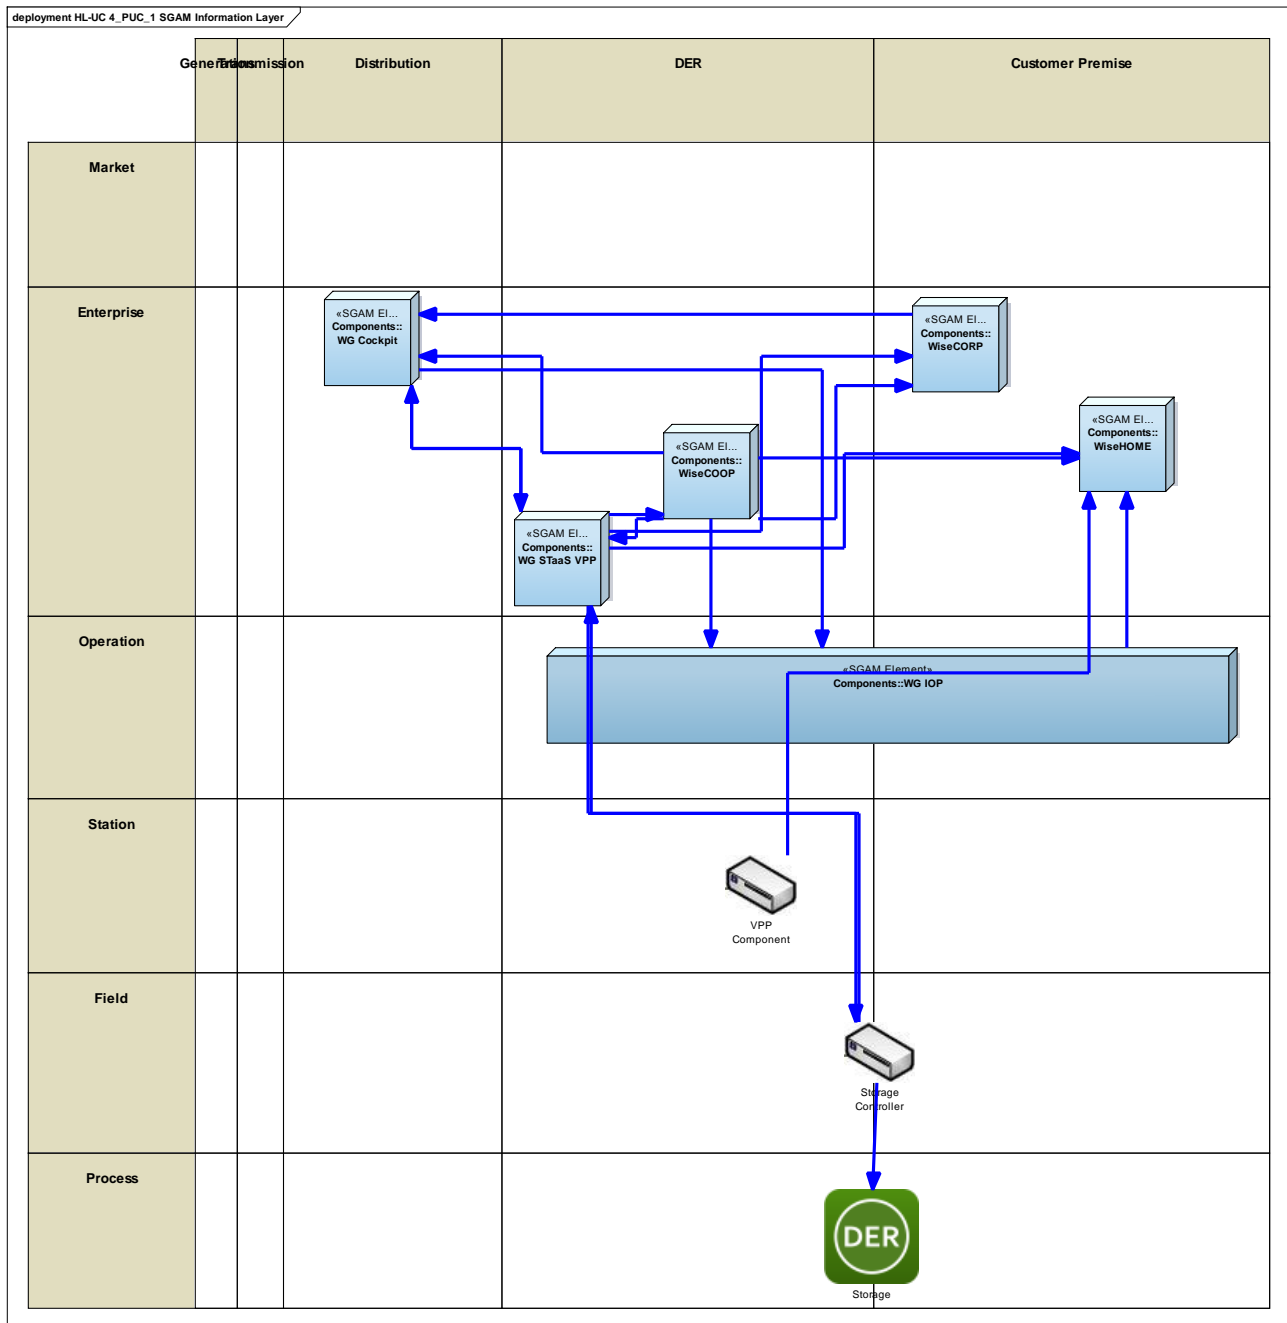 deployment HL-UC 4_PUC_1 SGAM Information Layer
Generation
Transmission
Distribution
DER
Customer Premise
Market
Enterprise
«SGAM El...
Components::
WG Cockpit
«SGAM El...
Components::
WiseCORP
«SGAM El...
Components::
WiseHOME
«SGAM El...
Components::
WiseCOOP
«SGAM El...
Components::
WG STaaS VPP
Operation
«SGAM Element»
Components::WG IOP
Station
VPP
Component
Field
Storage
Controller
Process
DER
Storage